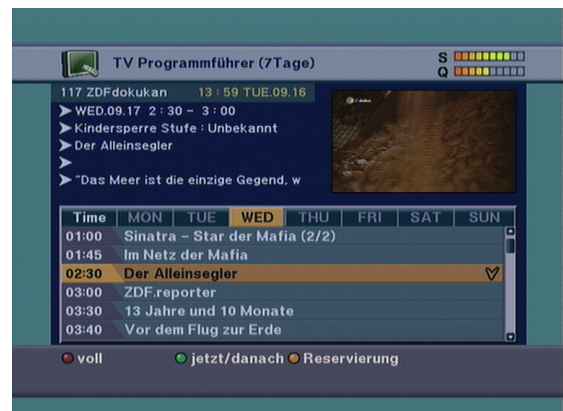 TV Programmführer (7Tage)
S
Q
117 ZDFdokukan 13:59 TUE.09.16
WED.09.17 2:30 - 3:00
Kindersperre Stufe : Unbekannt
Der Alleinsegler
"Das Meer ist die einzige Gegend, w
Time MON TUE WED THU FRI SAT SUN
01:00 Sinatra - Star der Mafia (2/2)
01:45 Im Netz der Mafia
02:30 Der Alleinsegler
03:00 ZDF.reporter
03:30 13 Jahre und 10 Monate
03:40 Vor dem Flug zur Erde
voll jetzt/danach Reservierung